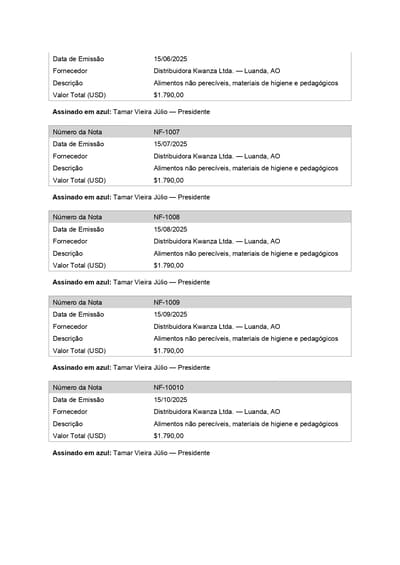 Data de Emissão 15/06/2025
Fornecedor Distribuidora Kwanza Ltda. — Luanda, AO
Descrição Alimentos não perecíveis, materiais de higiene e pedagógicos
Valor Total (USD) $1.790,00
Assinado em azul: Tamar Vieira Júlio — Presidente
Número da Nota NF-1007
Data de Emissão 15/07/2025
Fornecedor Distribuidora Kwanza Ltda. — Luanda, AO
Descrição Alimentos não perecíveis, materiais de higiene e pedagógicos
Valor Total (USD) $1.790,00
Assinado em azul: Tamar Vieira Júlio — Presidente
Número da Nota NF-1008
Data de Emissão 15/08/2025
Fornecedor Distribuidora Kwanza Ltda. — Luanda, AO
Descrição Alimentos não perecíveis, materiais de higiene e pedagógicos
Valor Total (USD) $1.790,00
Assinado em azul: Tamar Vieira Júlio — Presidente
Número da Nota NF-1009
Data de Emissão 15/09/2025
Fornecedor Distribuidora Kwanza Ltda. — Luanda, AO
Descrição Alimentos não perecíveis, materiais de higiene e pedagógicos
Valor Total (USD) $1.790,00
Assinado em azul: Tamar Vieira Júlio — Presidente
Número da Nota NF-10010
Data de Emissão 15/10/2025
Fornecedor Distribuidora Kwanza Ltda. — Luanda, AO
Descrição Alimentos não perecíveis, materiais de higiene e pedagógicos
Valor Total (USD) $1.790,00
Assinado em azul: Tamar Vieira Júlio — Presidente